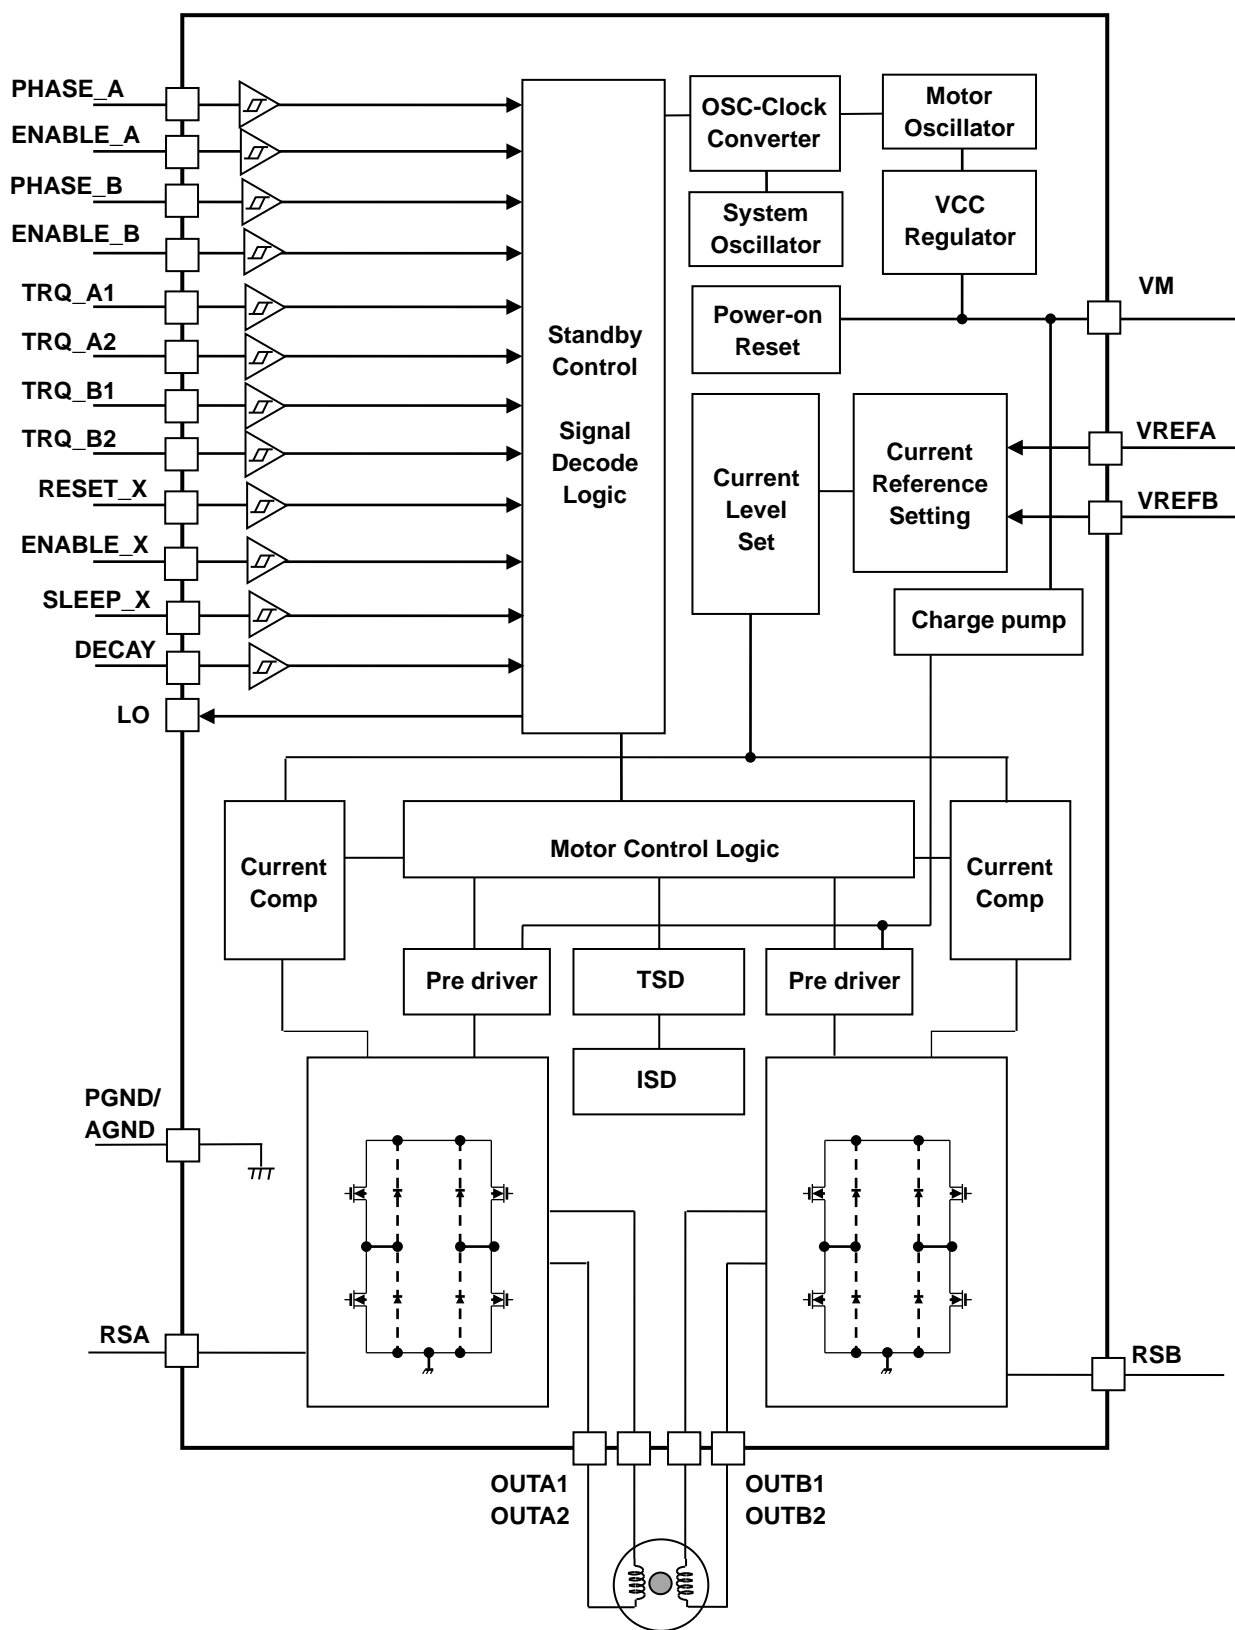 PHASE_A
ENABLE_A
PHASE_B
ENABLE_B
TRQ_A1
TRQ_A2
TRQ_B1
TRQ_B2
RESET_X
ENABLE_X
SLEEP_X
DECAY
LO
Standby
Control
Signal
Decode
Logic
OSC-Clock
Converter
Motor
Oscillator
System
Oscillator
VCC
Regulator
Power-on
Reset
VM
Current
Level
Set
Current
Reference
Setting
VREFA
VREFB
Charge pump
Current
Comp
Motor Control Logic
Current
Comp
Pre driver
TSD
Pre driver
ISD
PGND/
AGND
RSA
RSB
OUTA1
OUTA2
OUTB1
OUTB2